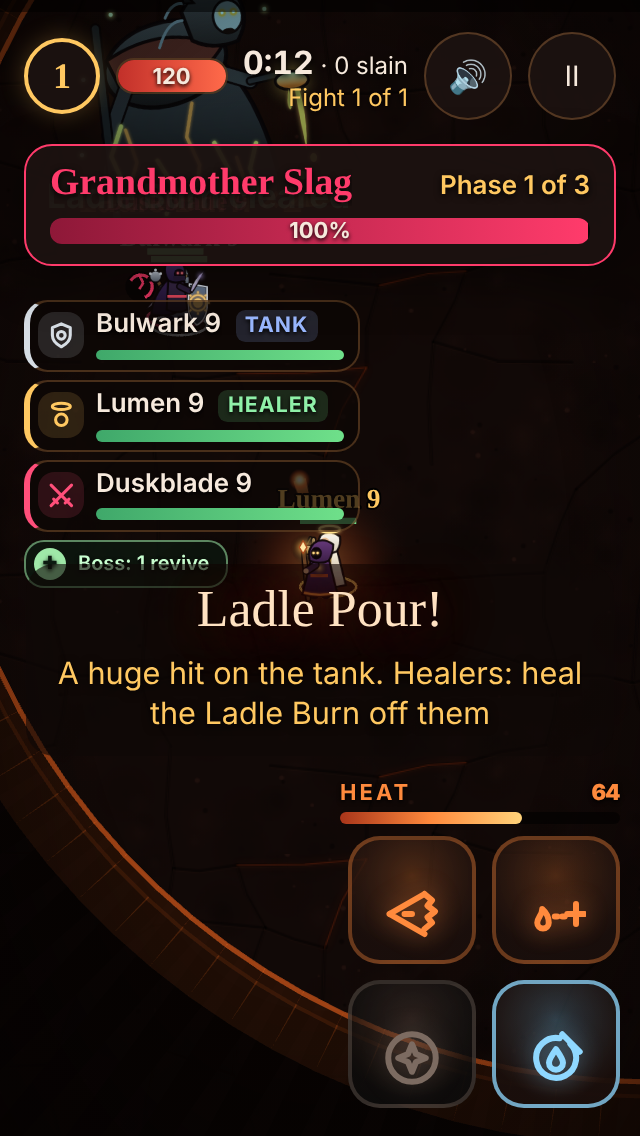 1
120
0:12 · 0 slain
Fight 1 of 1
Grandmother Slag
Phase 1 of 3
100%
Bulwark 9 TANK
Lumen 9 HEALER
Duskblade 9
Lumen 9
Boss: 1 revive
Ladle Pour!
A huge hit on the tank. Healers: heal
the Ladle Burn off them
HEAT 64